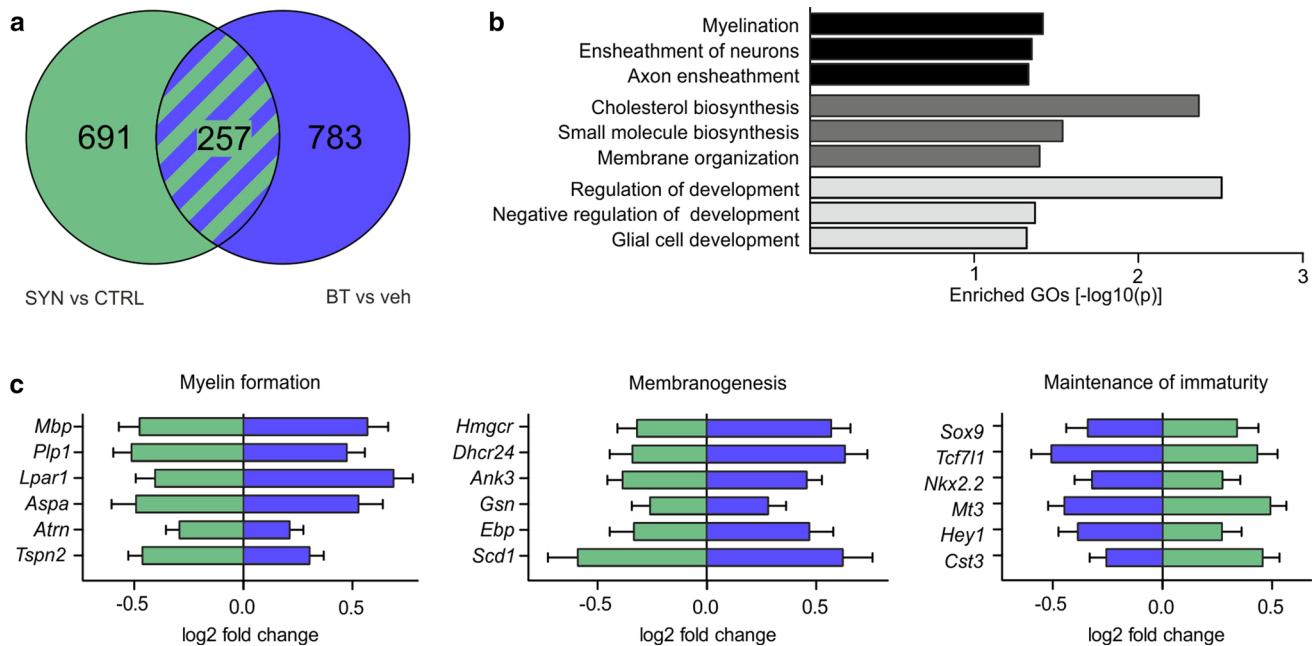 a
691
257
783
SYN vs CTRL
BT vs veh
b
Myelination
Ensheathment of neurons
Axon ensheathment
Cholesterol biosynthesis
Small molecule biosynthesis
Membrane organization
Regulation of development
Negative regulation of development
Glial cell development
1
2
3
Enriched GOs [-log10(p)]
c
Myelin formation
Mbp
Plp1
Lpar1
Aspa
Atrn
Tspn2
-0.5
0.0
0.5
log2 fold change
Membranogenesis
Hmgcr
Dhcr24
Ank3
Gsn
Ebp
Scd1
-0.5
0.0
0.5
log2 fold change
Maintenance of immaturity
Sox9
Tcf7l1
Nkx2.2
Mt3
Hey1
Cst3
-0.5
0.0
0.5
log2 fold change